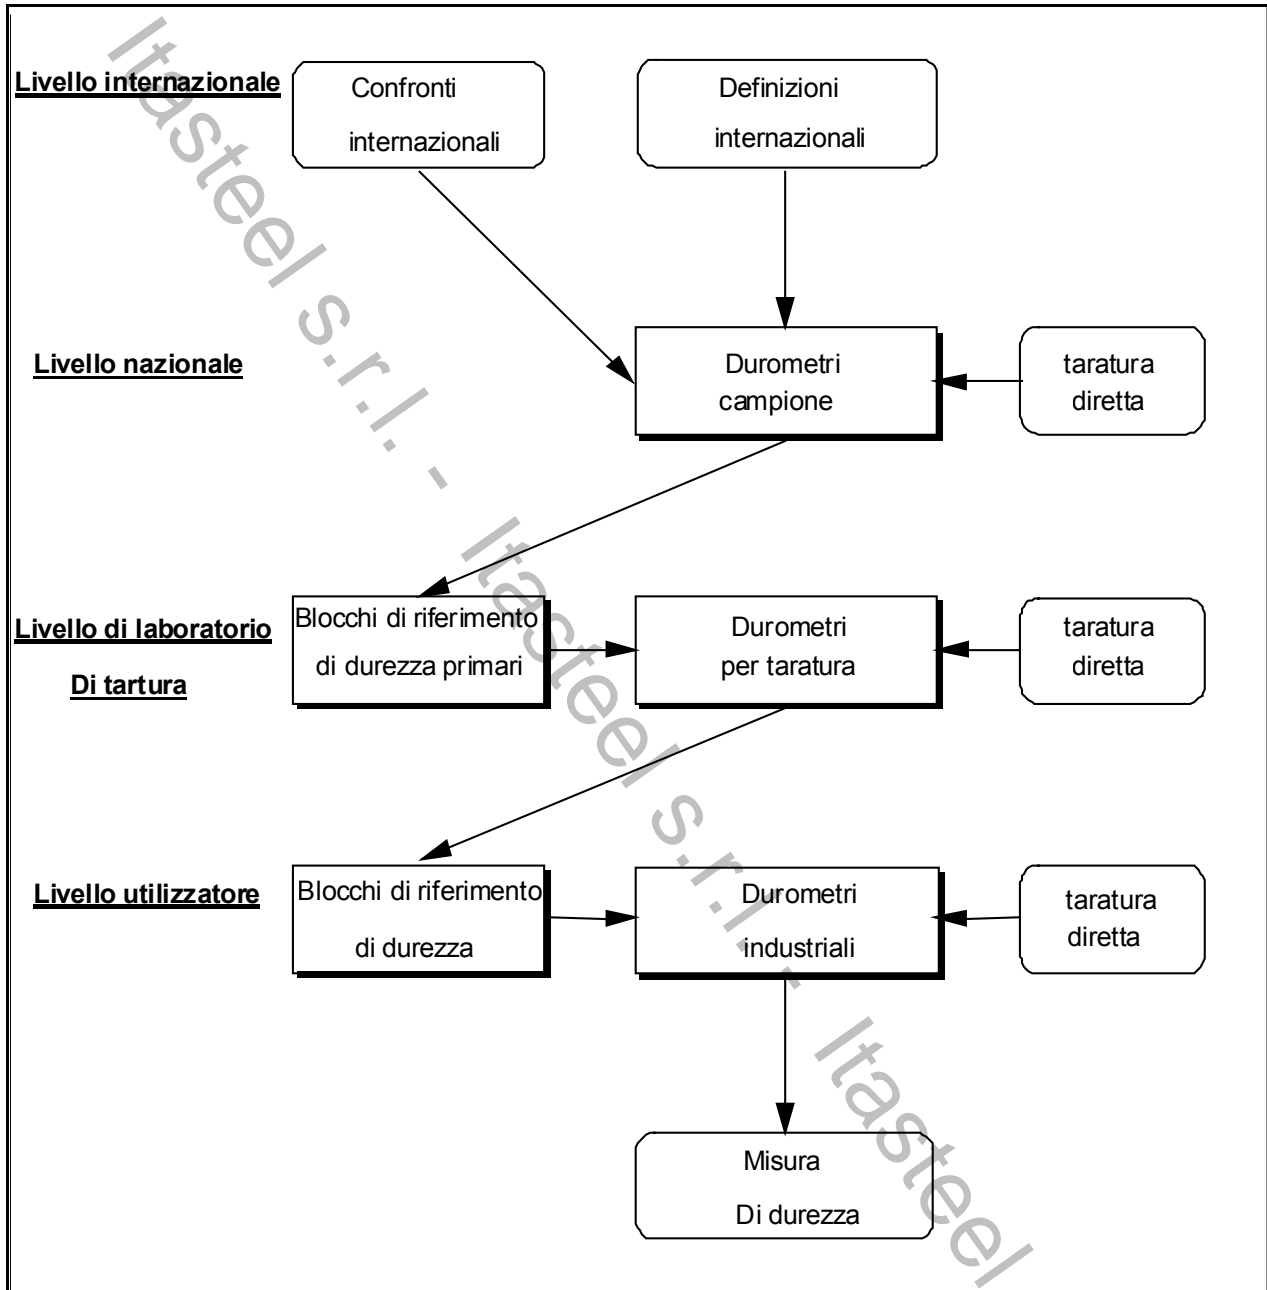 Livello internazionale
Confronti
internazionali
Definizioni
internazionali
Livello nazionale
Durometri
campione
taratura
diretta
Livello di laboratorio
Di tartura
Blocchi di riferimento
di durezza primari
Durometri
per taratura
taratura
diretta
Livello utilizzatore
Blocchi di riferimento
di durezza
Durometri
industriali
taratura
diretta
Misura
Di durezza
Itasteel s.r.l. - Itasteel s.r.l. - Itasteel